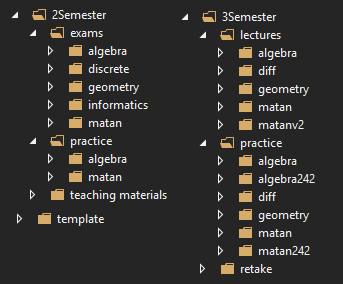 2Semester
exams
algebra
discrete
geometry
informatics
matan
practice
algebra
matan
teaching materials
template
3Semester
lectures
algebra
diff
geometry
matan
matanv2
practice
algebra
algebra242
diff
geometry
matan
matan242
retake